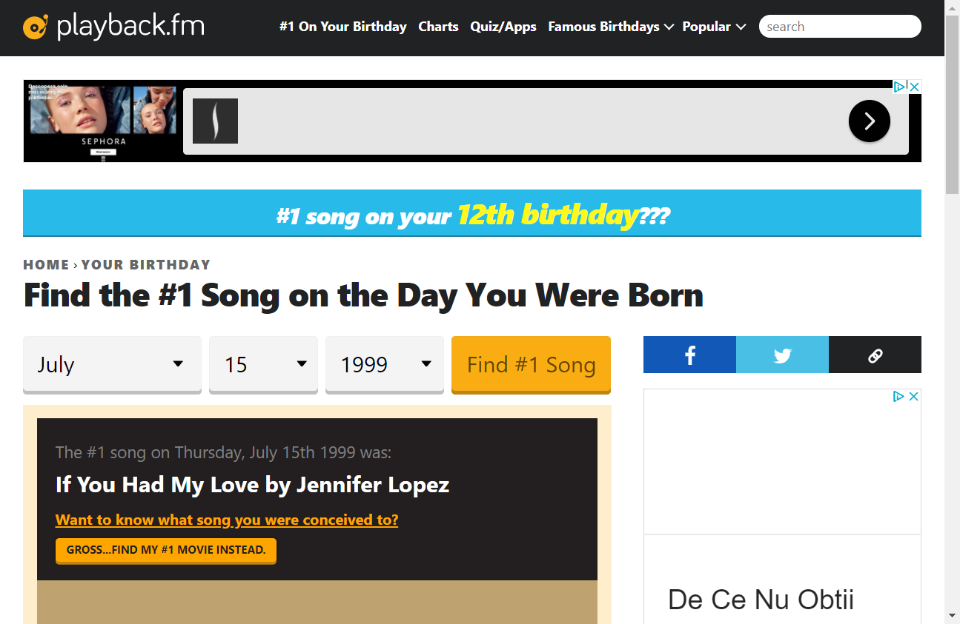 playback.fm
#1 On Your Birthday Charts Quiz/Apps Famous Birthdays Popular search
SEPHORA
#1 song on your 12th birthday???
HOME › YOUR BIRTHDAY
Find the #1 Song on the Day You Were Born
July 15 1999 Find #1 Song
The #1 song on Thursday, July 15th 1999 was:
If You Had My Love by Jennifer Lopez
Want to know what song you were conceived to?
GROSS...FIND MY #1 MOVIE INSTEAD.
De Ce Nu Obtii